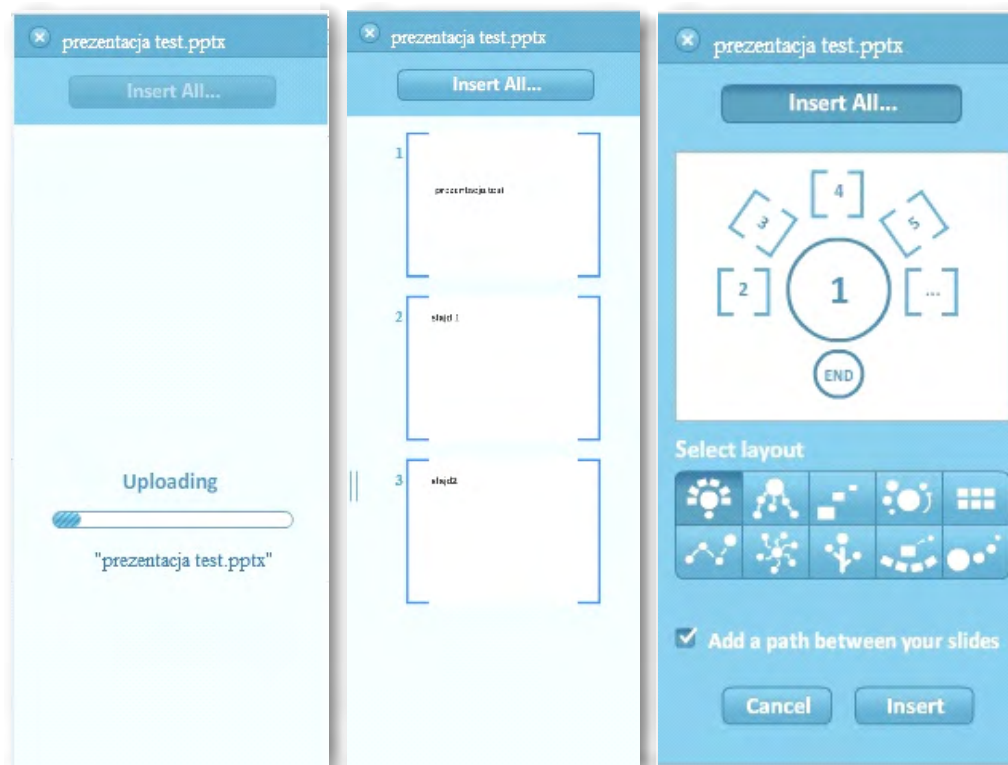 prezentacja test.pptx
Insert All...
Uploading
"prezentacja test.pptx"
prezentacja test.pptx
Insert All...
1
prezentacja test
2
slajd 1
3
slajd2
prezentacja test.pptx
Insert All...
4
3
5
2
1
...
END
Select layout
Add a path between your slides
Cancel
Insert